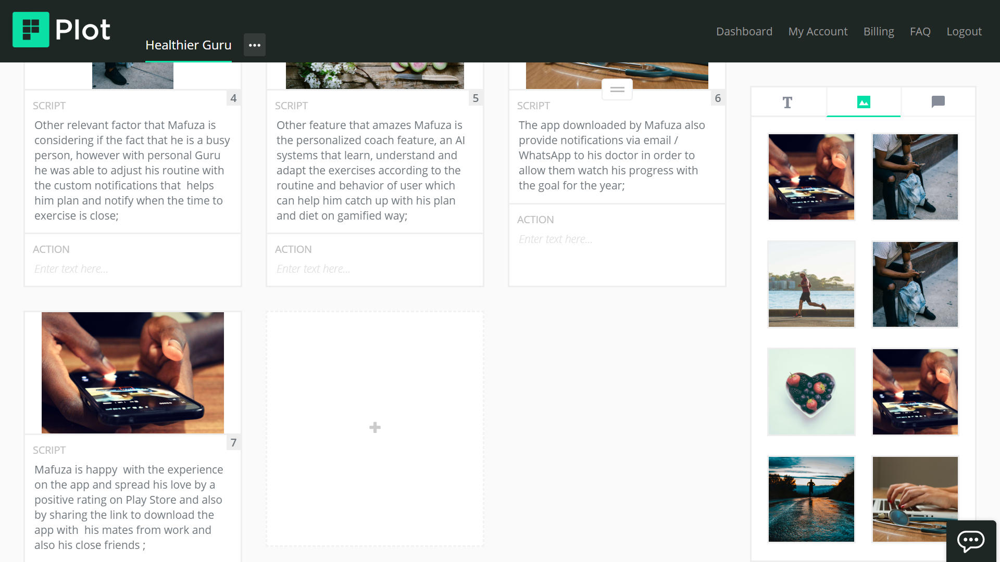 Plot
Healthier Guru
Dashboard
My Account
Billing
FAQ
Logout
4
SCRIPT
Other relevant factor that Mafuza is
considering if the fact that he is a busy
person, however with personal Guru
he was able to adjust his routine with
the custom notifications that  helps
him plan and notify when the time to
exercise is close;
ACTION
Enter text here...
5
SCRIPT
Other feature that amazes Mafuza is
the personalized coach feature, an AI
systems that learn, understand and
adapt the exercises according to the
routine and behavior of user which
can help him catch up with his plan
and diet on gamified way;
ACTION
Enter text here...
6
SCRIPT
The app downloaded by Mafuza also
provide notifications via email /
WhatsApp to his doctor in order to
allow them watch his progress with
the goal for the year;
ACTION
Enter text here...
T
7
SCRIPT
Mafuza is happy  with the experience
on the app and spread his love by a
positive rating on Play Store and also
by sharing the link to download the
app with  his mates from work and
also his close friends ;